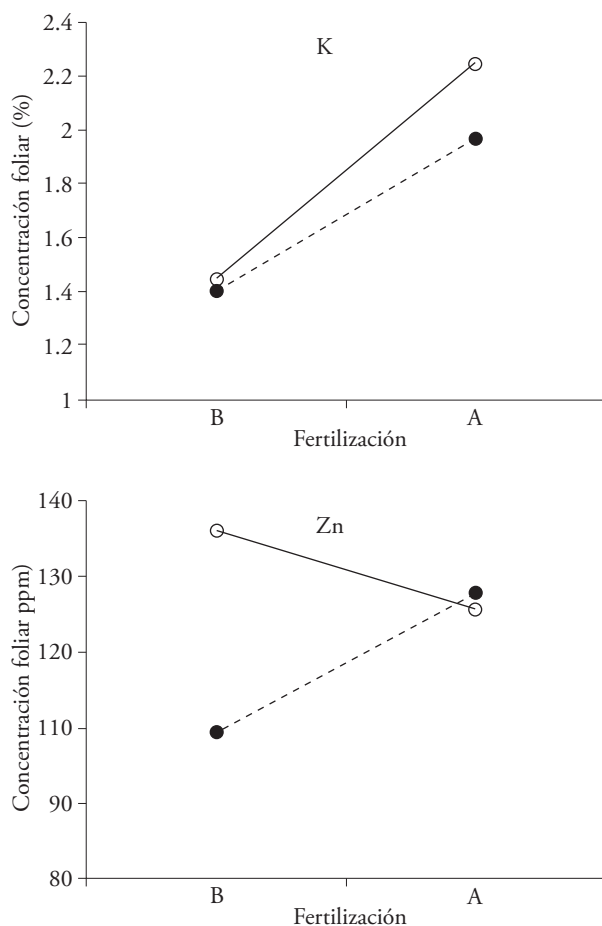 2.4
K
2.2
2
1.8
1.6
1.4
1.2
1
Concentración foliar (%)
B A
Fertilización
140
Zn
130
120
110
90
80
Concentración foliar ppm)
B A
Fertilización